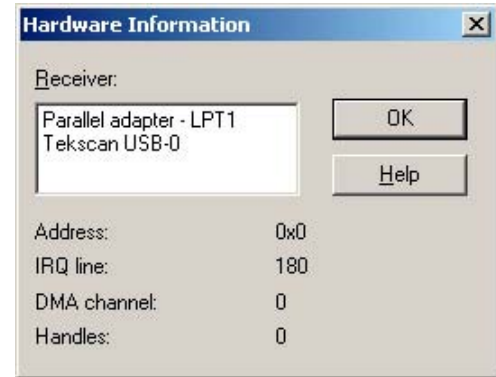 Hardware Information
Receiver:
Parallel adapter - LPT1
Tekscan USB-0
OK
Help
Address: 0x0
IRQ line: 180
DMA channel: 0
Handles: 0